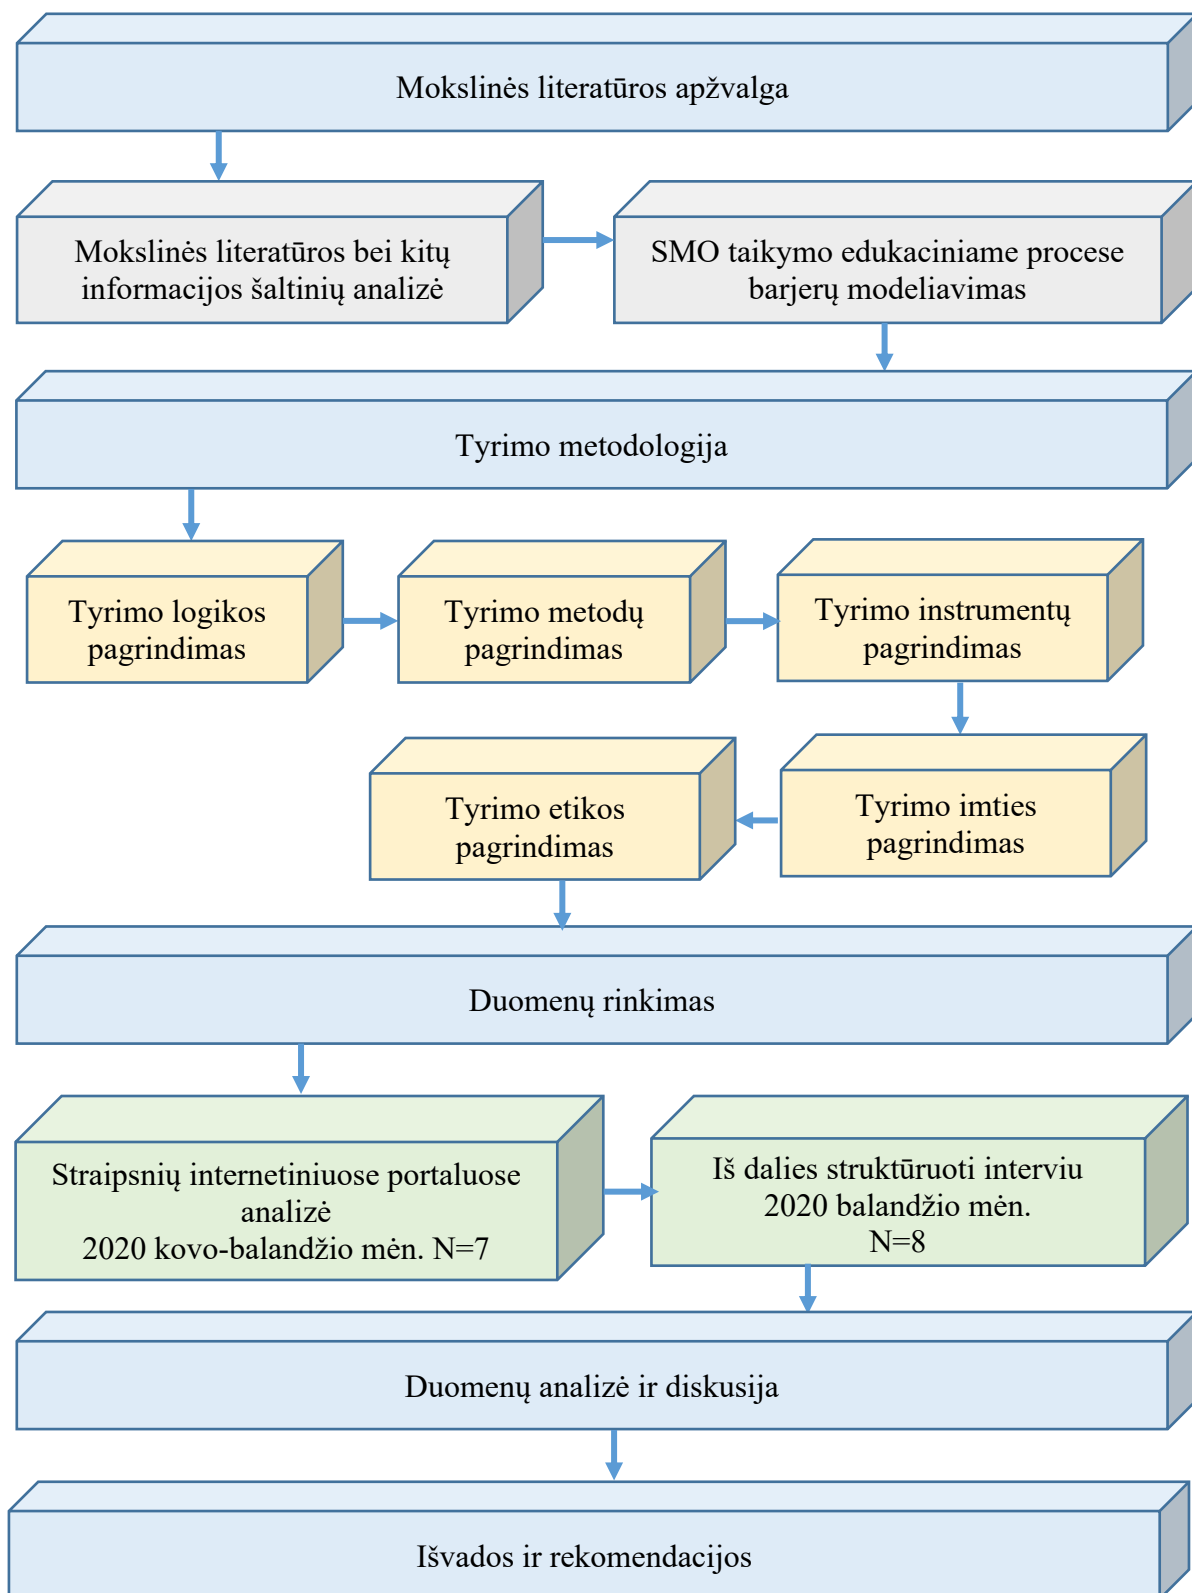 Mokslinės literatūros apžvalga
Mokslinės literatūros bei kitų
informacijos šaltinių analizė
SMO taikymo edukaciniame procese
barjerų modeliavimas
Tyrimo metodologija
Tyrimo logikos
pagrindimas
Tyrimo metodų
pagrindimas
Tyrimo instrumentų
pagrindimas
Tyrimo imties
pagrindimas
Tyrimo etikos
pagrindimas
Duomenų rinkimas
Straipsnių internetiniuose portaluose
analizė
2020 kovo-balandžio mėn. N=7
Iš dalies struktūruoti interviu
2020 balandžio mėn.
N=8
Duomenų analizė ir diskusija
Išvados ir rekomendacijos